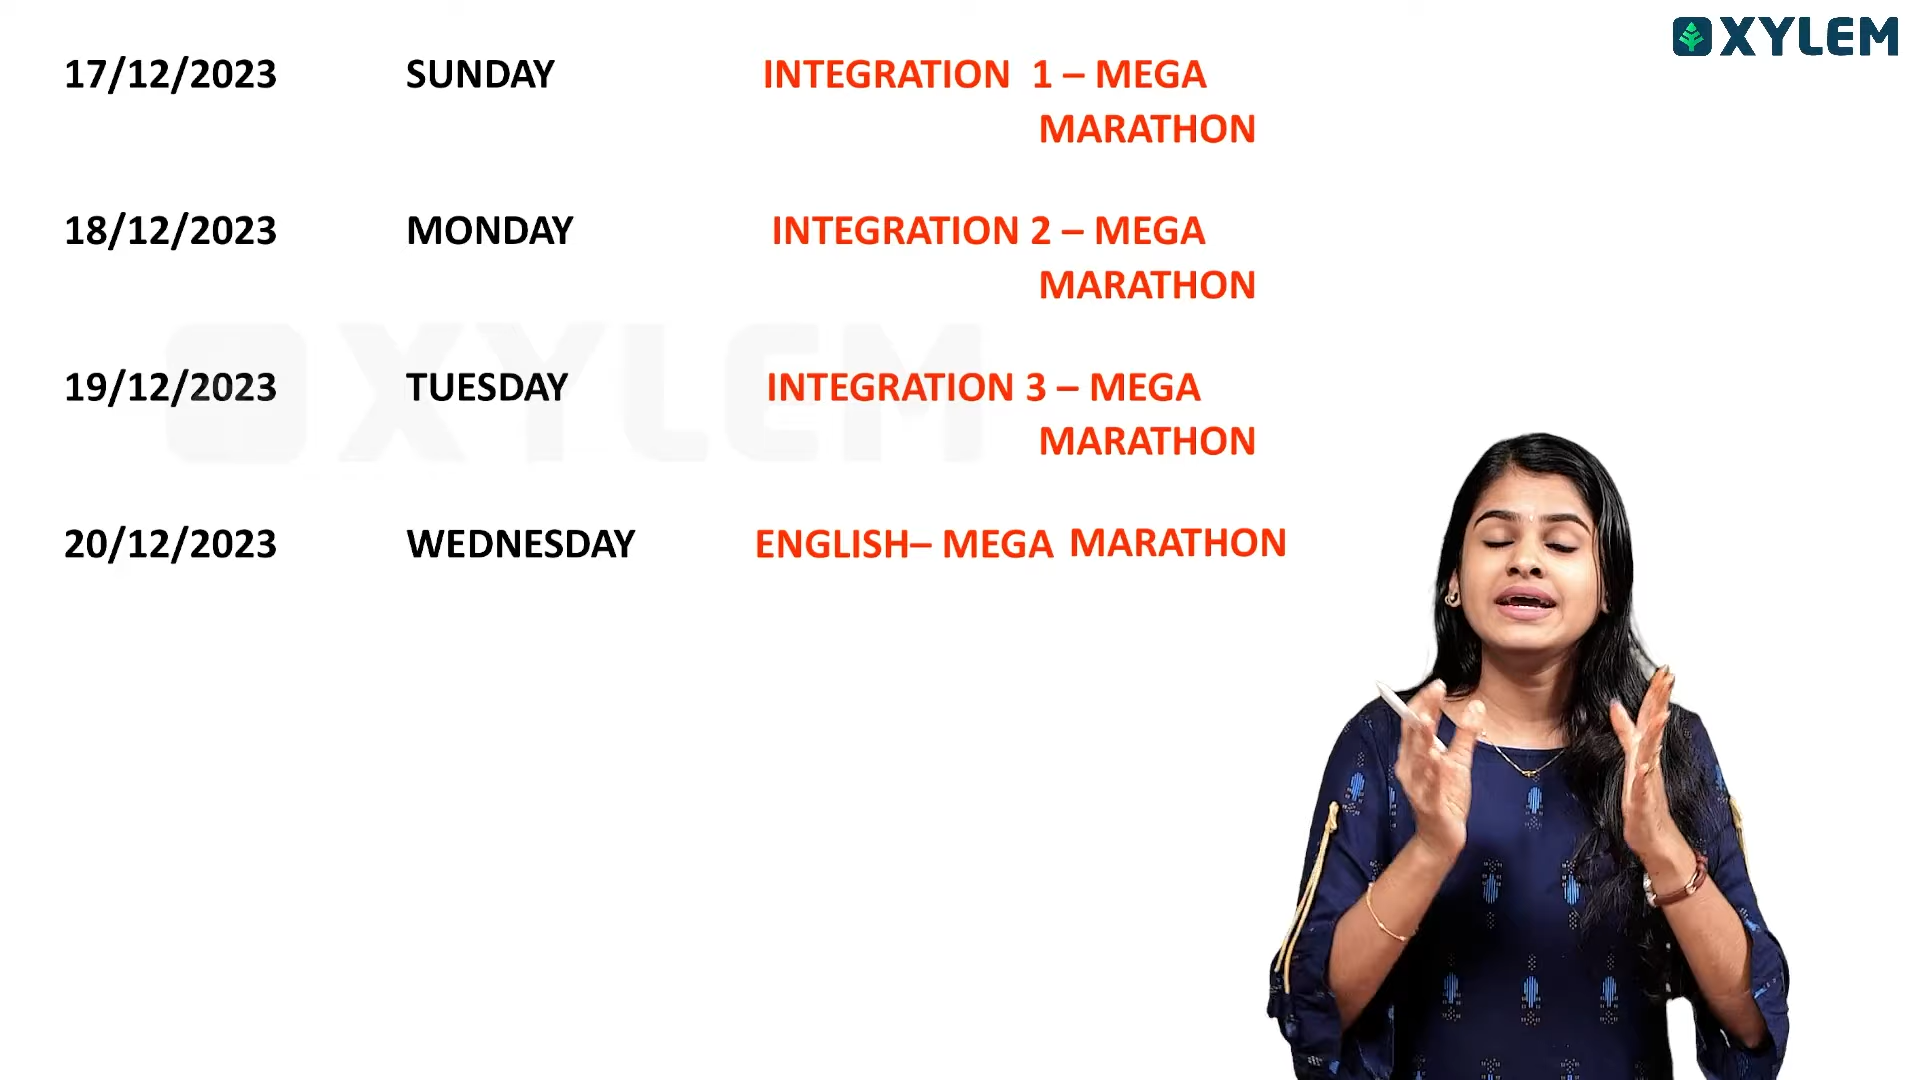 XYLEM
17/12/2023 SUNDAY INTEGRATION 1 – MEGA
MARATHON
18/12/2023 MONDAY INTEGRATION 2 – MEGA
MARATHON
XYLEM
19/12/2023 TUESDAY INTEGRATION 3 – MEGA
MARATHON
20/12/2023 WEDNESDAY ENGLISH– MEGA MARATHON